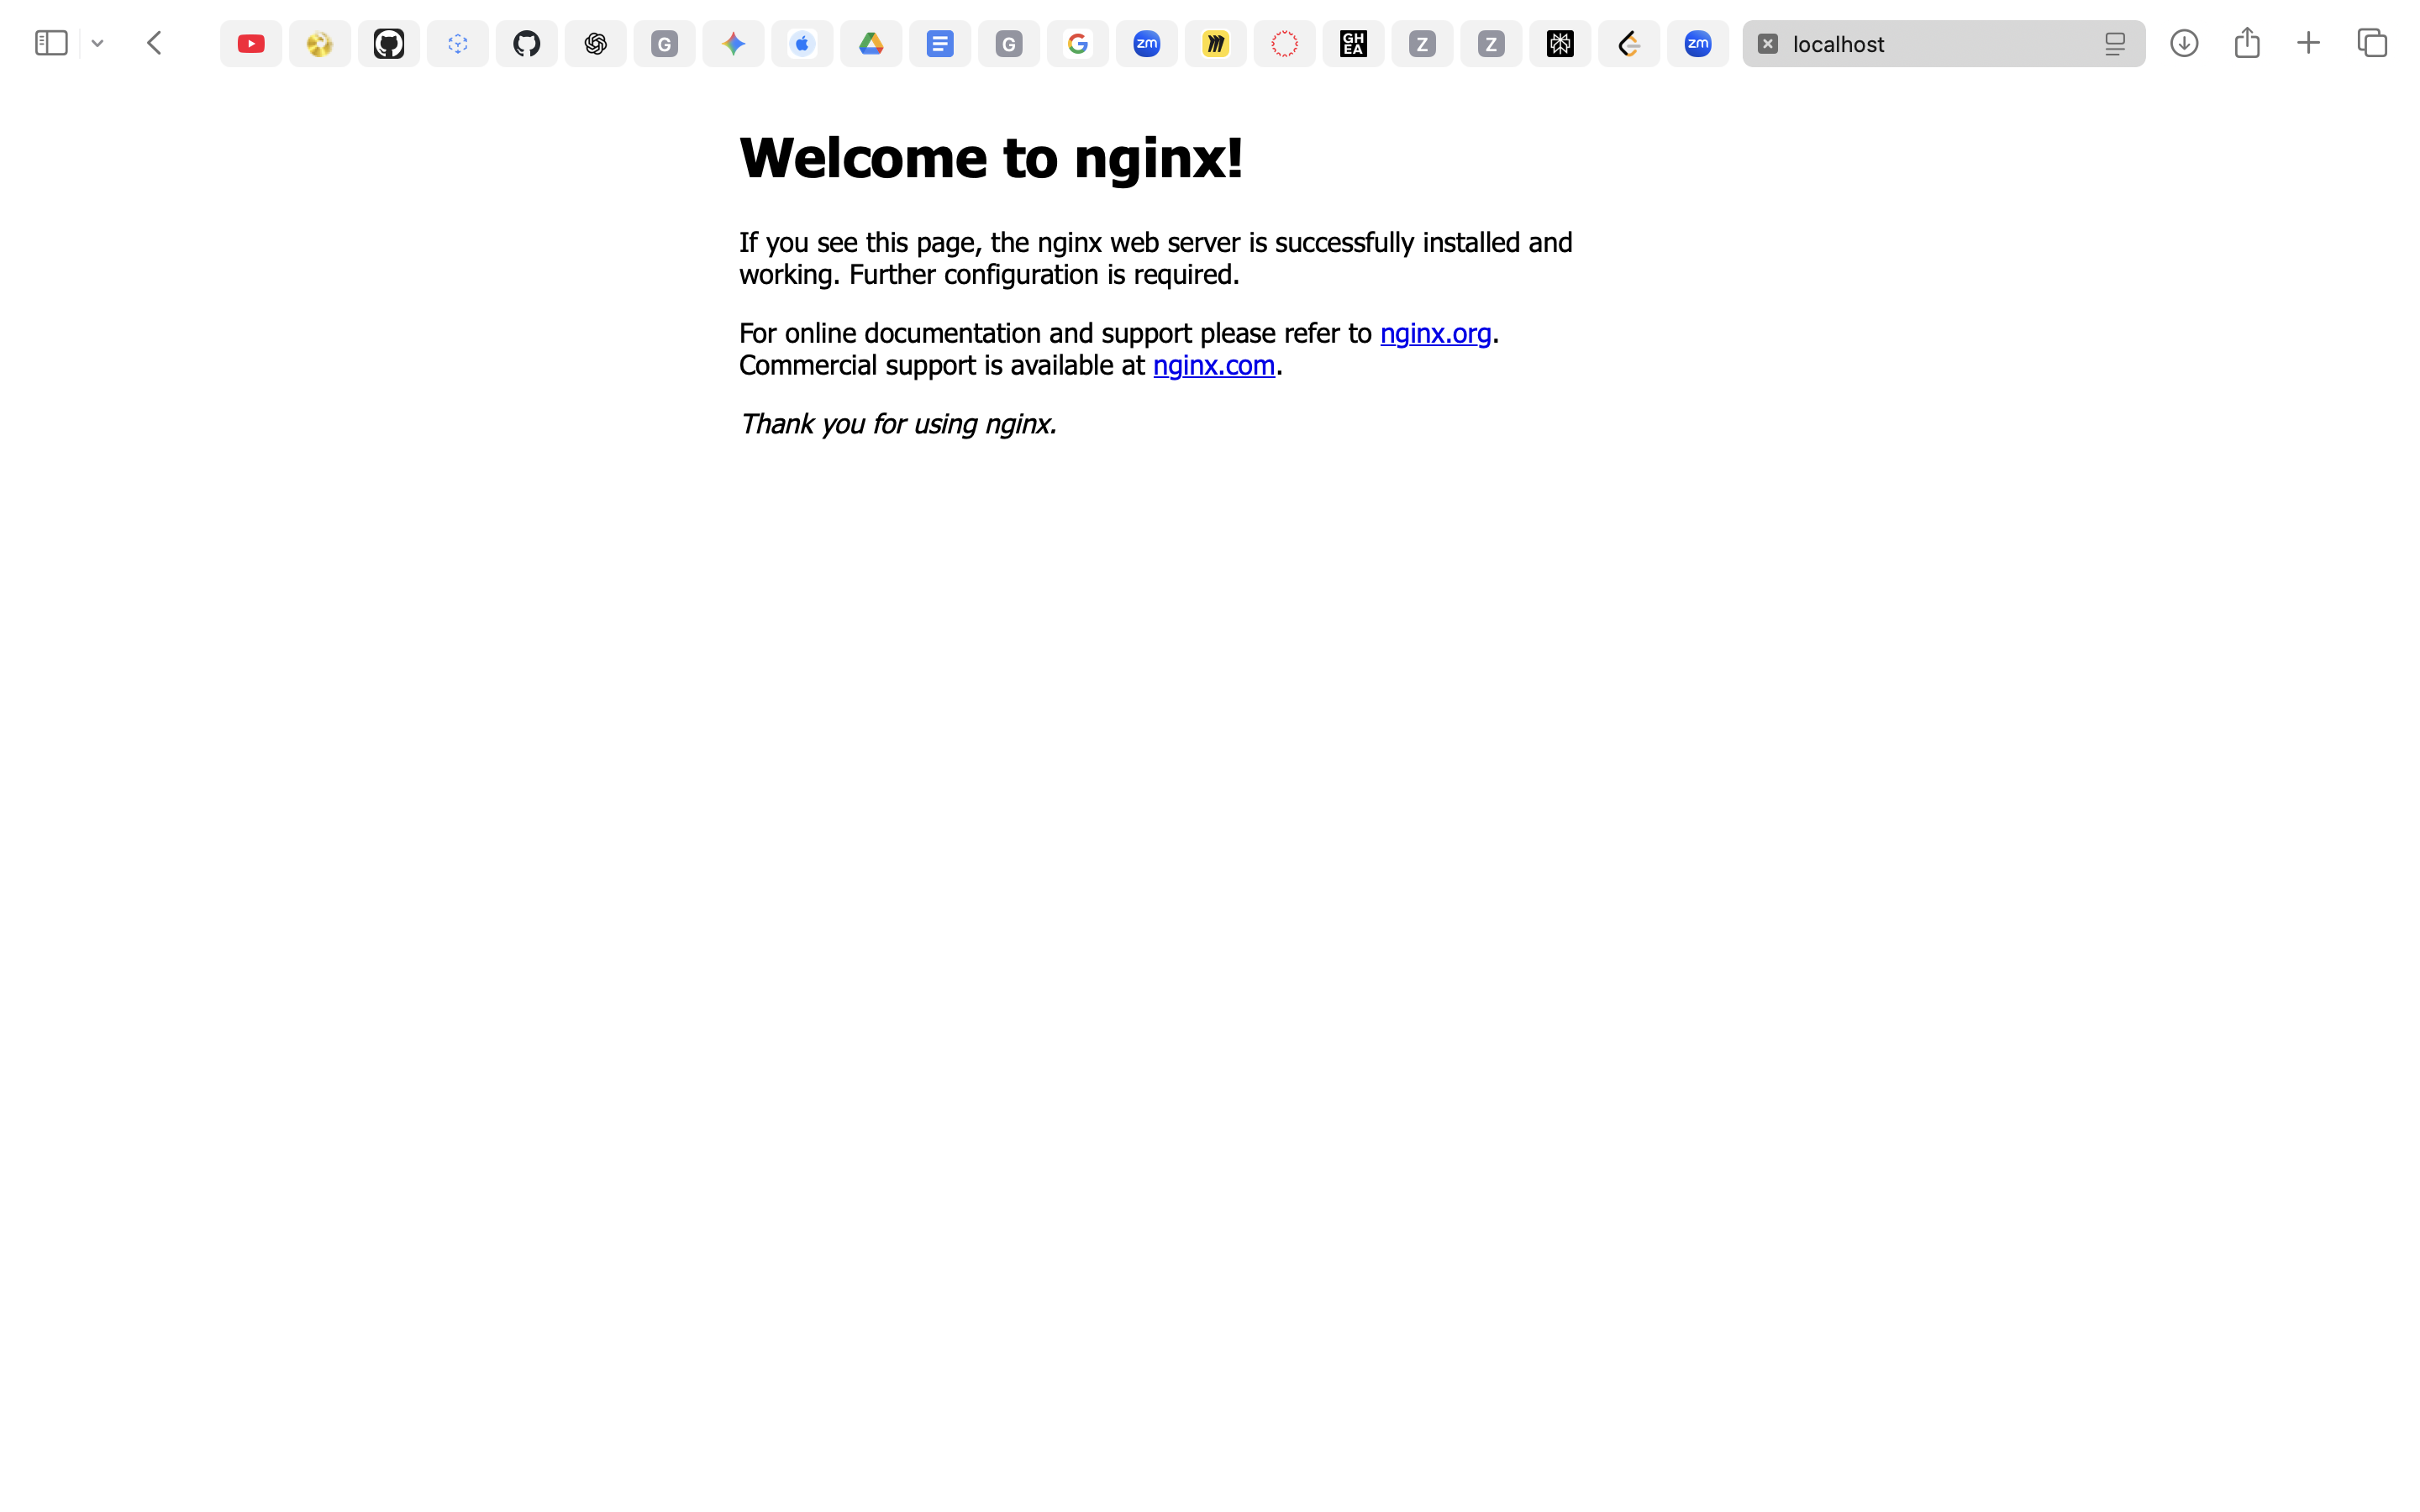 G
G
zm
GH
EA
Z
Z
zm
localhost
Welcome to nginx!
If you see this page, the nginx web server is successfully installed and
working. Further configuration is required.
For online documentation and support please refer to nginx.org.
Commercial support is available at nginx.com.
Thank you for using nginx.